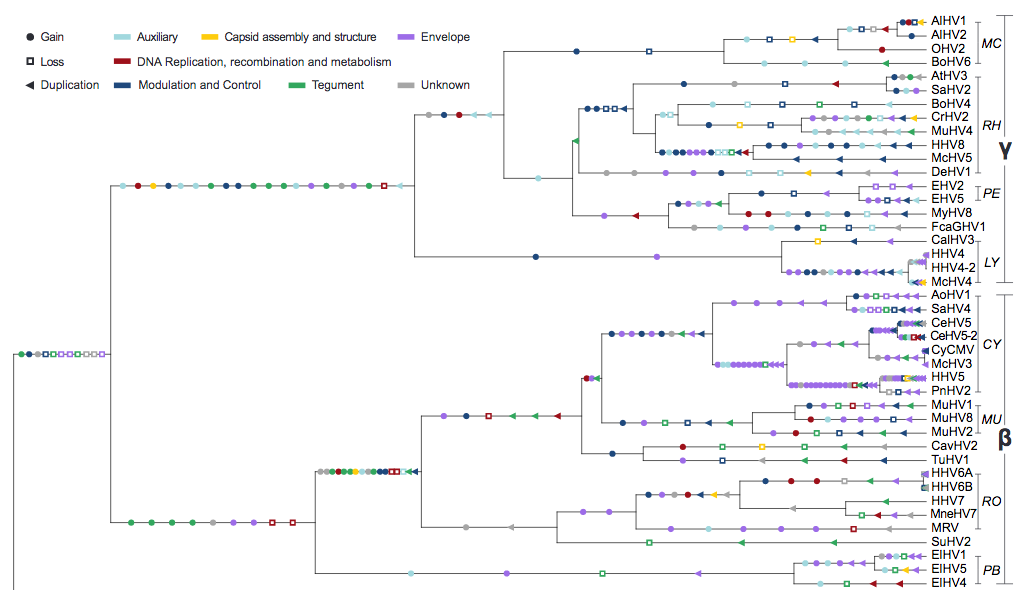 Gain Auxiliary Capsid assembly and structure Envelope
Loss DNA Replication, recombination and metabolism
Duplication Modulation and Control Tegument Unknown
AlHV1
AlHV2
OHV2
BoHV6
MC
AtHV3
SaHV2
BoHV4
CrHV2
MuHV4
HHV8
McHV5
DeHV1
RH
EHV2
EHV5
MyHV8
FcaGHV1
PE
CalHV3
HHV4
HHV4-2
McHV4
LY
γ
AoHV1
SaHV4
CeHV5
CeHV5-2
CyCMV
McHV3
HHV5
PnHV2
CY
MuHV1
MuHV8
MuHV2
MU
CavHV2
TuHV1
HHV6A
HHV6B
HHV7
MneHV7
MRV
RO
SuHV2
ElHV1
ElHV5
ElHV4
PB
β